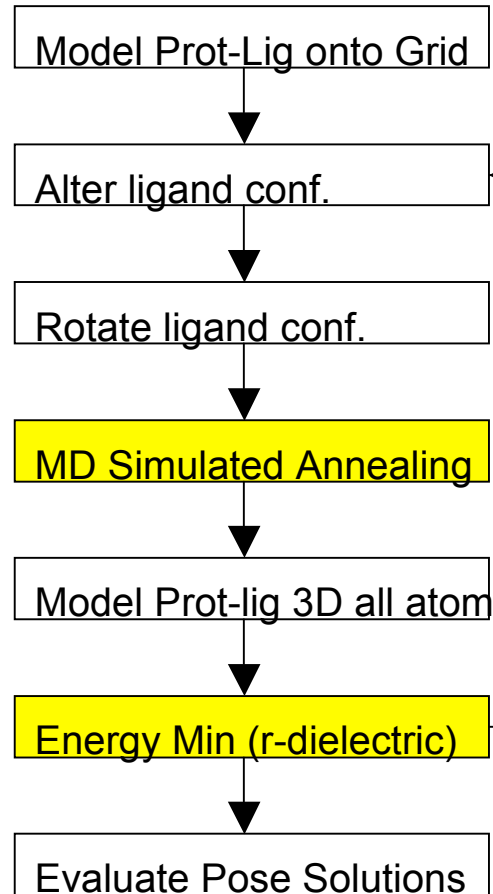 Model Prot-Lig onto Grid
Alter ligand conf.
Rotate ligand conf.
MD Simulated Annealing
Model Prot-lig 3D all atom
Energy Min (r-dielectric)
Evaluate Pose Solutions